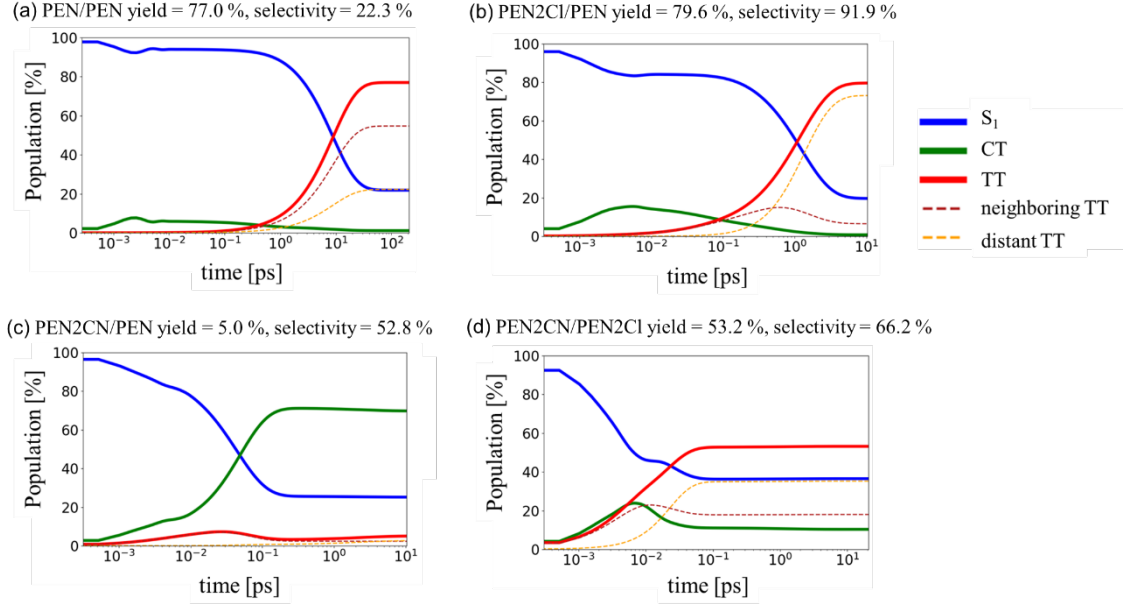 (a) PEN/PEN yield = 77.0 %, selectivity = 22.3 %
Population [%]
100
80
60
40
20
0
10⁻³ 10⁻² 10⁻¹ 10⁰ 10¹ 10²
time [ps]
(b) PEN2Cl/PEN yield = 79.6 %, selectivity = 91.9 %
Population [%]
100
80
60
40
20
0
10⁻³ 10⁻² 10⁻¹ 10⁰ 10¹
time [ps]
S₁
CT
TT
neighboring TT
distant TT
(c) PEN2CN/PEN yield = 5.0 %, selectivity = 52.8 %
Population [%]
100
80
60
40
20
0
10⁻³ 10⁻² 10⁻¹ 10⁰ 10¹
time [ps]
(d) PEN2CN/PEN2Cl yield = 53.2 %, selectivity = 66.2 %
Population [%]
100
80
60
40
20
0
10⁻³ 10⁻² 10⁻¹ 10⁰ 10¹
time [ps]